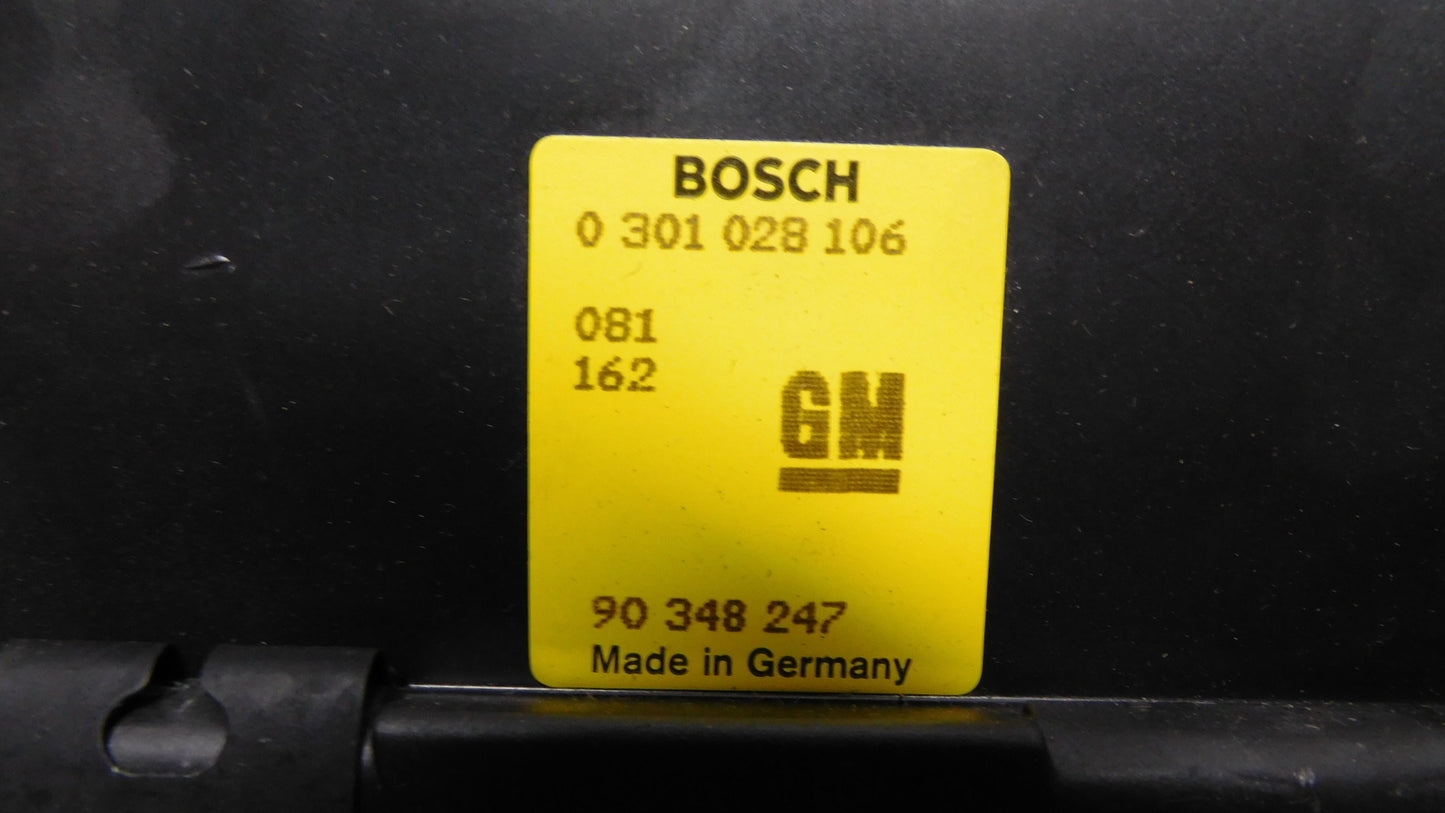 BOSCH
0 301 028 106
081
162
GM
90 348 247
Made in Germany